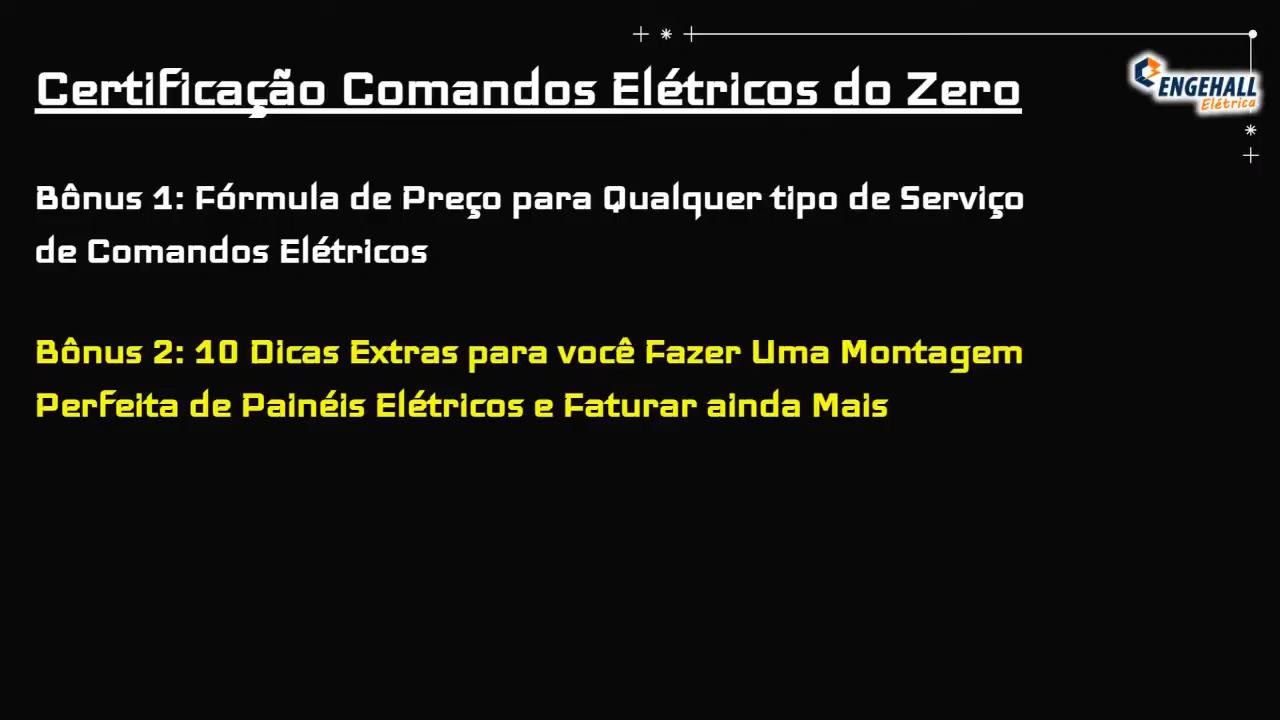 Certificação Comandos Elétricos do Zero
ENGEHALL
Elétrica
Bônus 1: Fórmula de Preço para Qualquer tipo de Serviço
de Comandos Elétricos
Bônus 2: 10 Dicas Extras para você Fazer Uma Montagem
Perfeita de Painéis Elétricos e Faturar ainda Mais